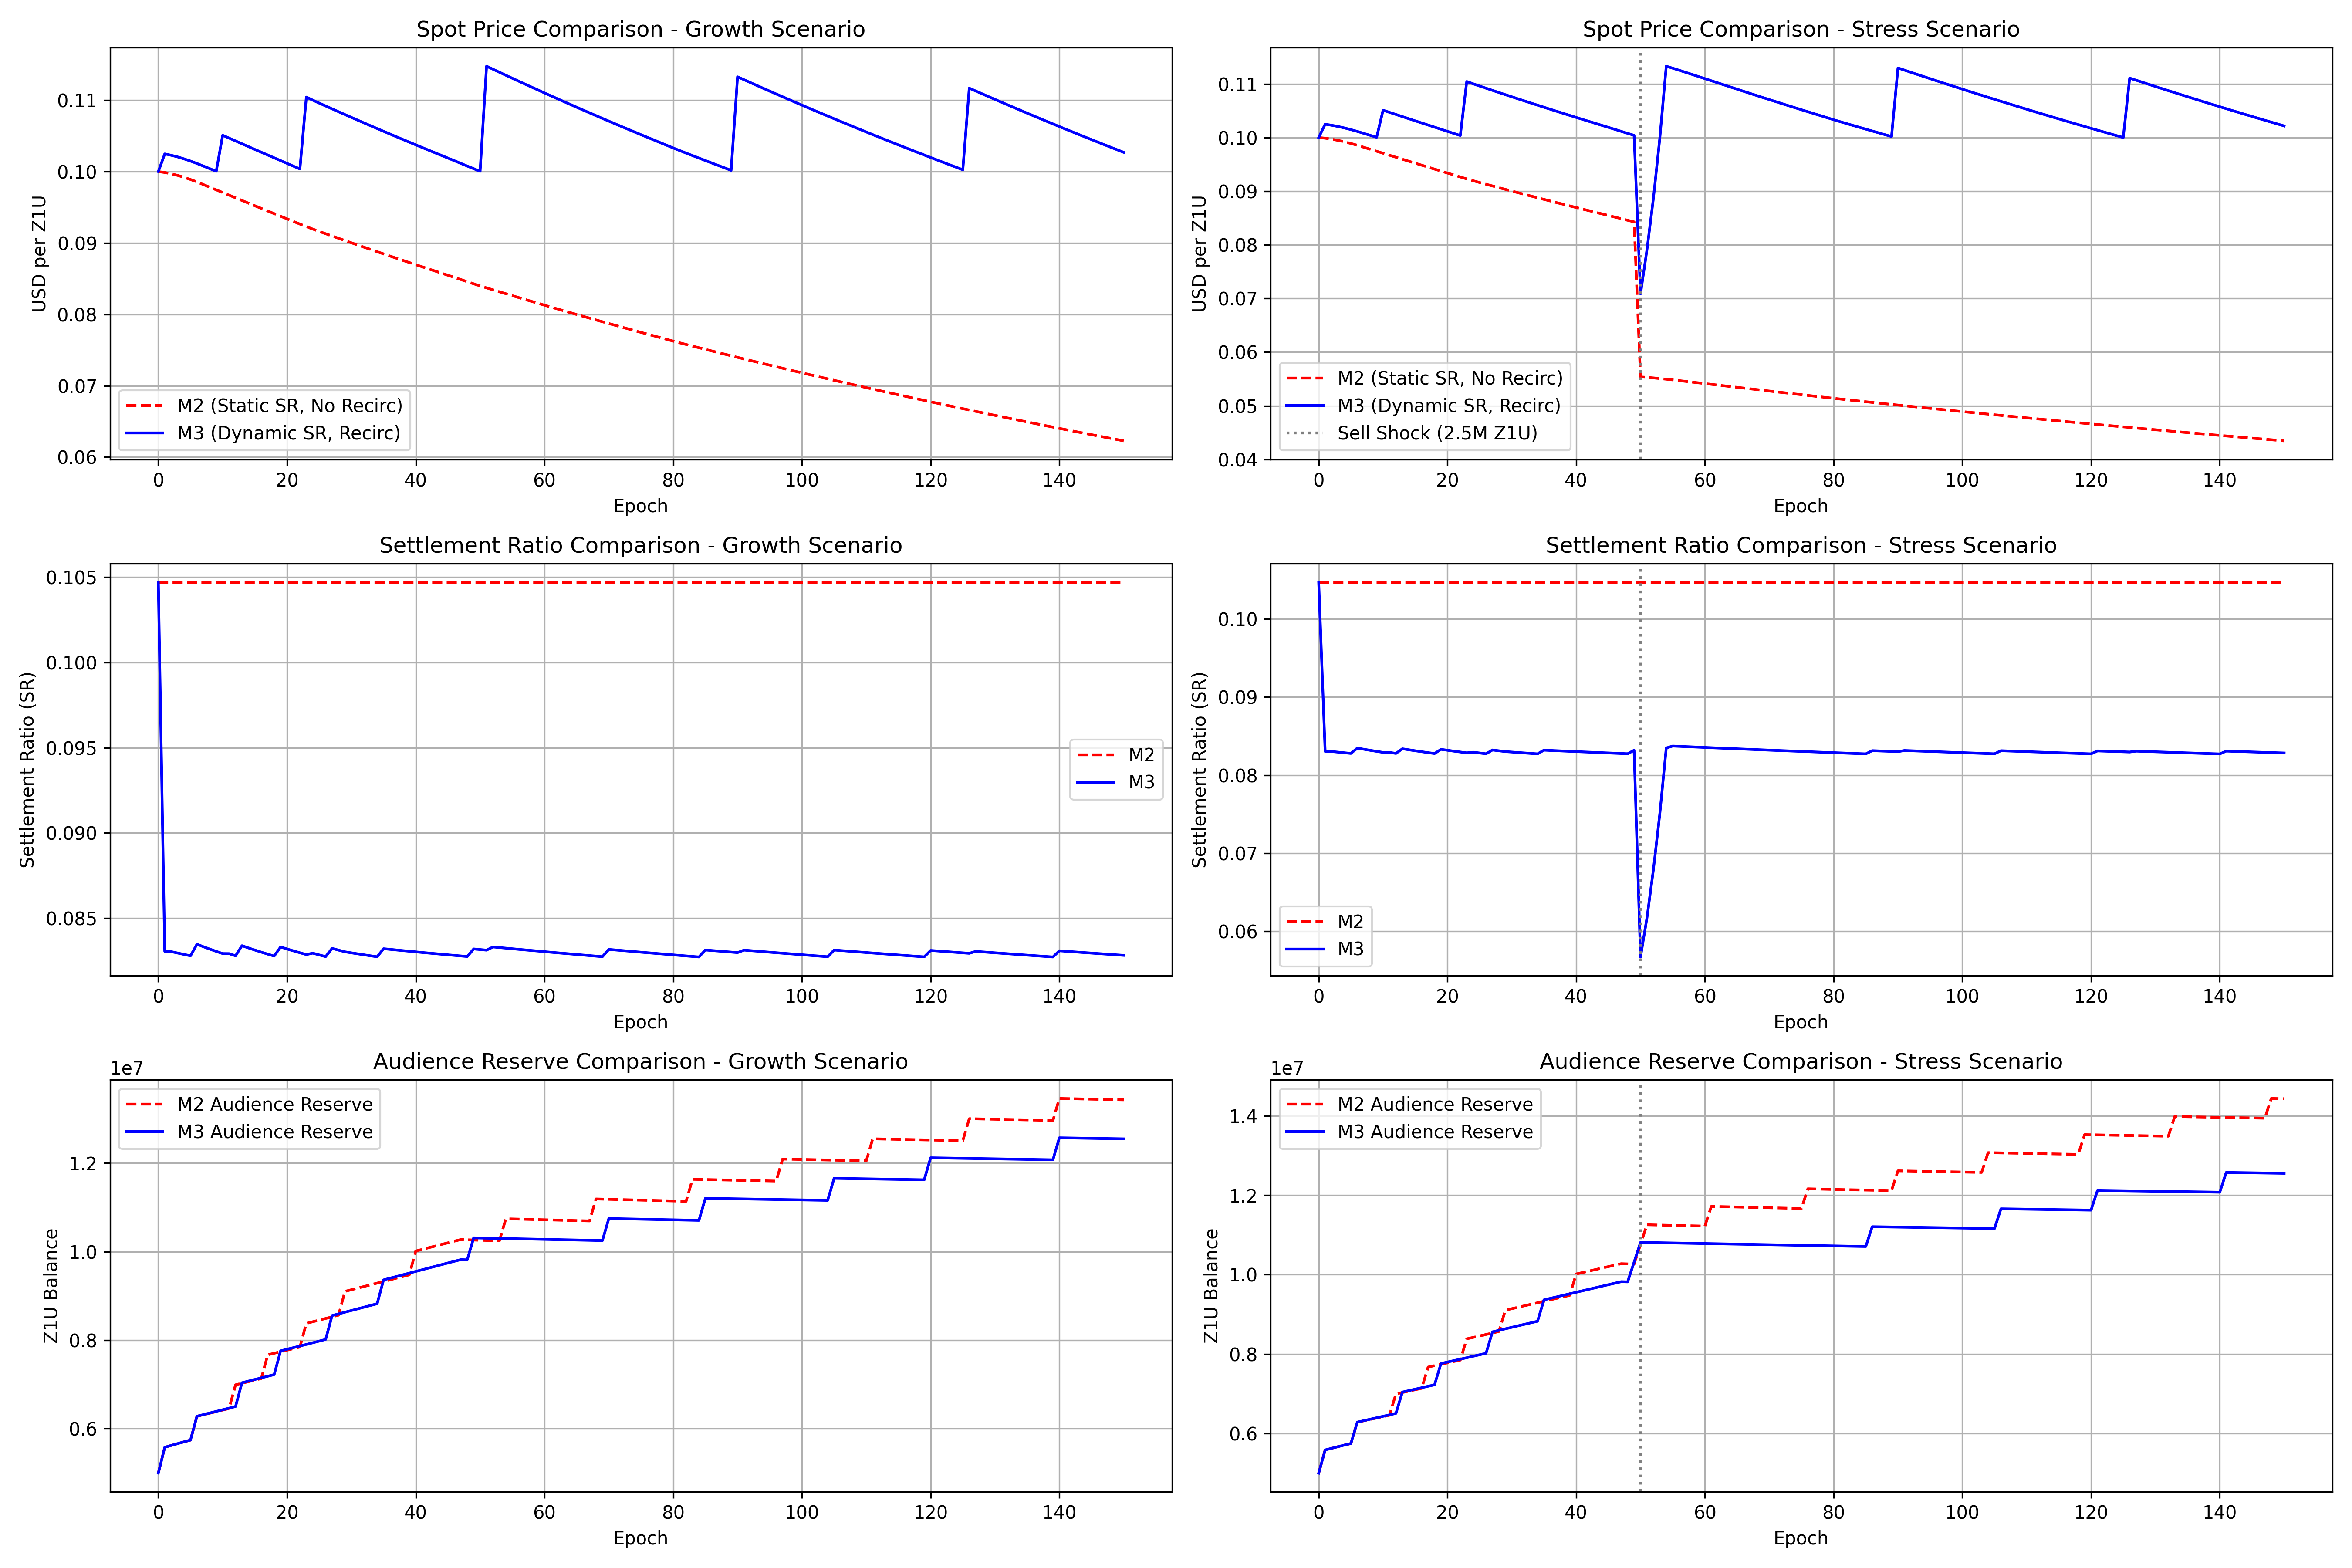 Spot Price Comparison - Growth Scenario
USD per Z1U
0.11
0.10
0.09
0.08
0.07
0.06
M2 (Static SR, No Recirc)
M3 (Dynamic SR, Recirc)
0 20 40 60 80 100 120 140
Epoch
Spot Price Comparison - Stress Scenario
USD per Z1U
0.11
0.10
0.09
0.08
0.07
0.06
0.05
0.04
M2 (Static SR, No Recirc)
M3 (Dynamic SR, Recirc)
Sell Shock (2.5M Z1U)
0 20 40 60 80 100 120 140
Epoch
Settlement Ratio Comparison - Growth Scenario
Settlement Ratio (SR)
0.105
0.100
0.095
0.090
0.085
M2
M3
0 20 40 60 80 100 120 140
Epoch
Settlement Ratio Comparison - Stress Scenario
Settlement Ratio (SR)
0.10
0.09
0.08
0.07
0.06
M2
M3
0 20 40 60 80 100 120 140
Epoch
Audience Reserve Comparison - Growth Scenario
1e7
Z1U Balance
1.2
1.0
0.8
0.6
M2 Audience Reserve
M3 Audience Reserve
0 20 40 60 80 100 120 140
Epoch
Audience Reserve Comparison - Stress Scenario
1e7
Z1U Balance
1.4
1.2
1.0
0.8
0.6
M2 Audience Reserve
M3 Audience Reserve
0 20 40 60 80 100 120 140
Epoch